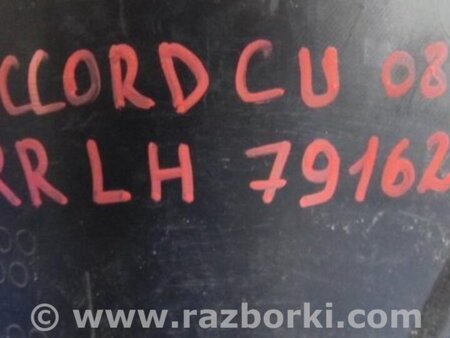 CCORD CU 08
RR LH 79162
© www.razborki.com